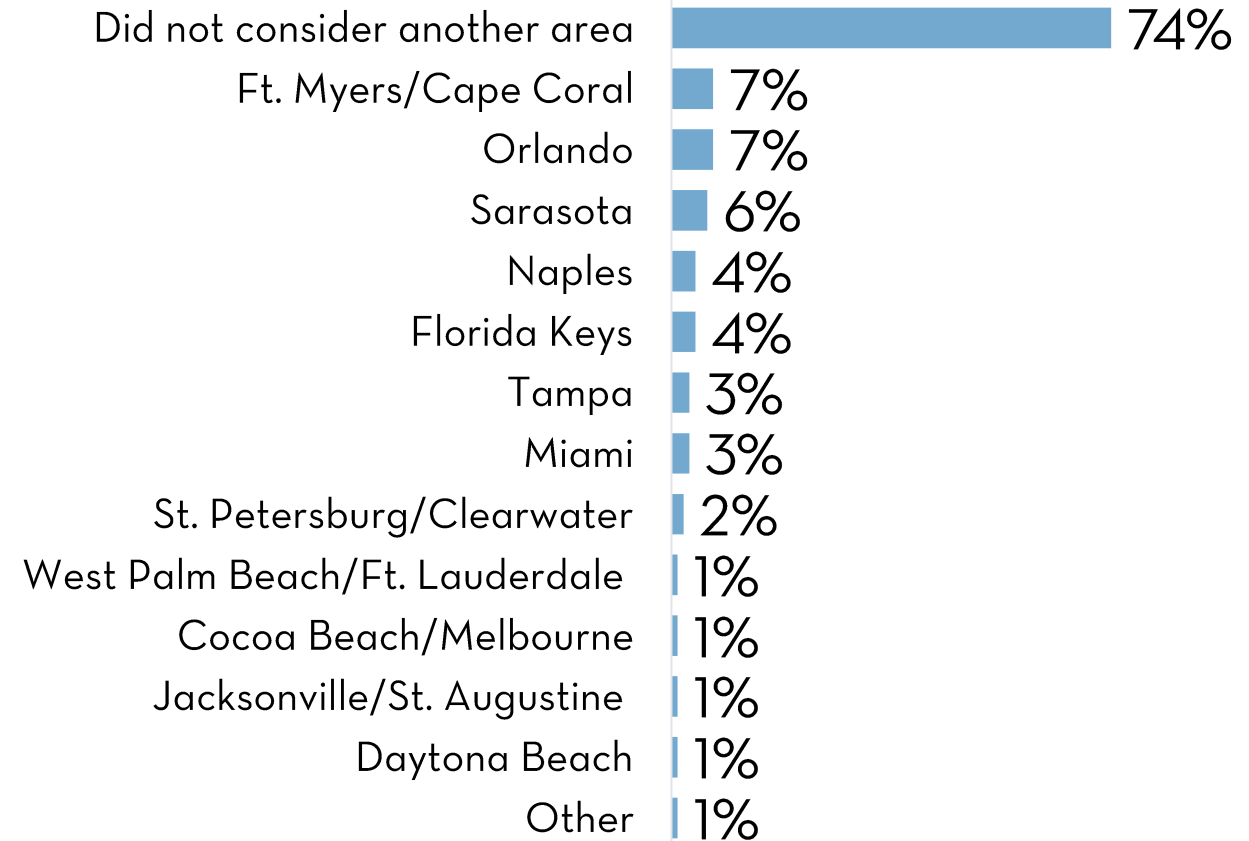 Did not consider another area 74%
Ft. Myers/Cape Coral 7%
Orlando 7%
Sarasota 6%
Naples 4%
Florida Keys 4%
Tampa 3%
Miami 3%
St. Petersburg/Clearwater 2%
West Palm Beach/Ft. Lauderdale 1%
Cocoa Beach/Melbourne 1%
Jacksonville/St. Augustine 1%
Daytona Beach 1%
Other 1%